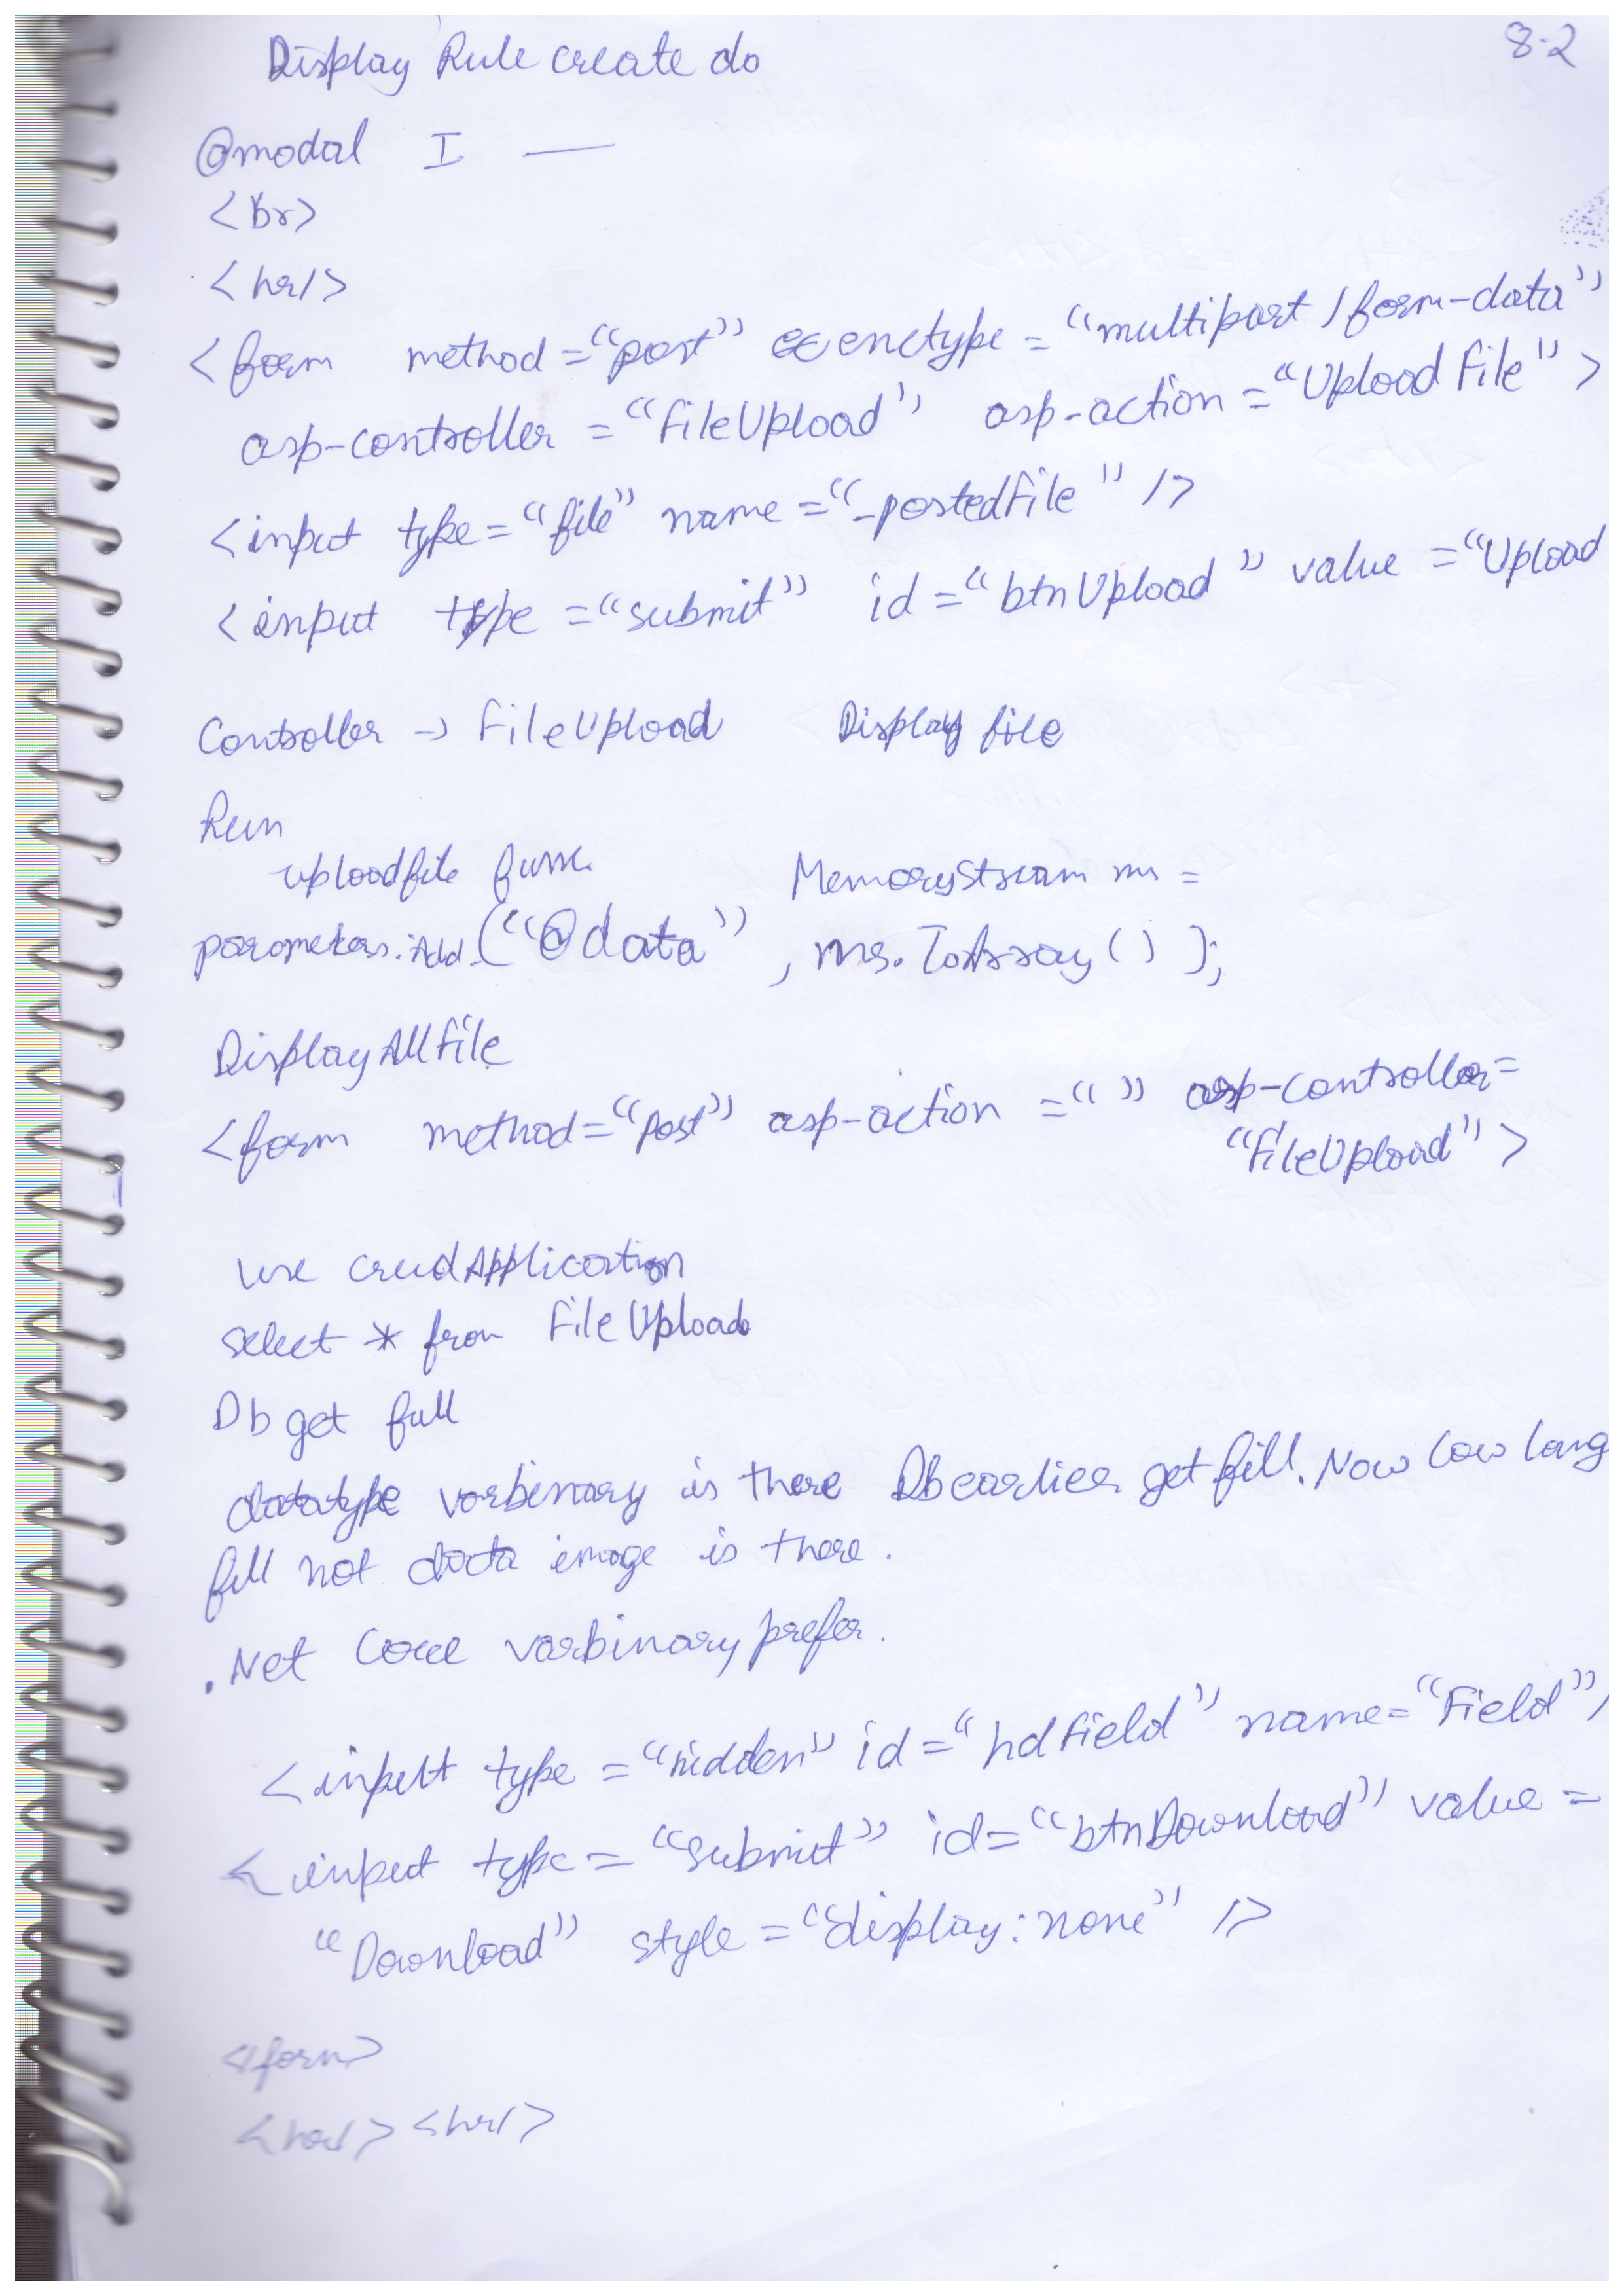 8-2
Display Rule create do
@modal I —
<br>
<hr/>
<form method="post" enctype="multipart/form-data"
asp-controller="FileUpload" asp-action="UploadFile">
<input type="file" name="_postedFile" />
<input type="submit" id="btnUpload" value="Upload
Controller → FileUpload Display file
Run
uploadfile func.
MemoryStream ms =
parameters.Add("@data", ms.ToArray());
DisplayAllFile
<form method="Post" asp-action="" asp-controller=
"FileUpload">
use crudApplication
select * from FileUpload
Db get full
datatype varbinary is there Db earlier get fill. Now low lang
fill not data image is there.
.Net Core varbinary prefer.
<input type="hidden" id="hdfield" name="Field"/
<input type="submit" id="btnDownload" value=
"Download" style="display:none" />
</form>
<hr/> <hr/>